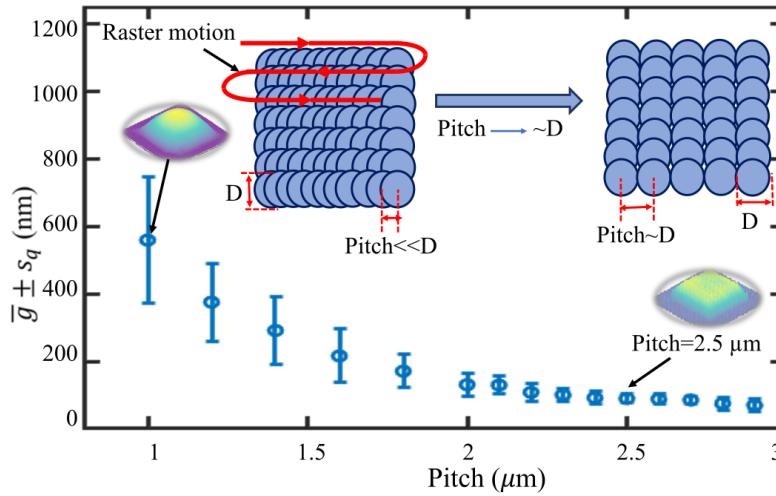 1200
1000
800
600
400
200
0
g̅ ± s_q (nm)
Raster motion
D
Pitch<<D
Pitch → ~D
Pitch~D
D
Pitch=2.5 µm
1
1.5
2
2.5
3
Pitch (µm)